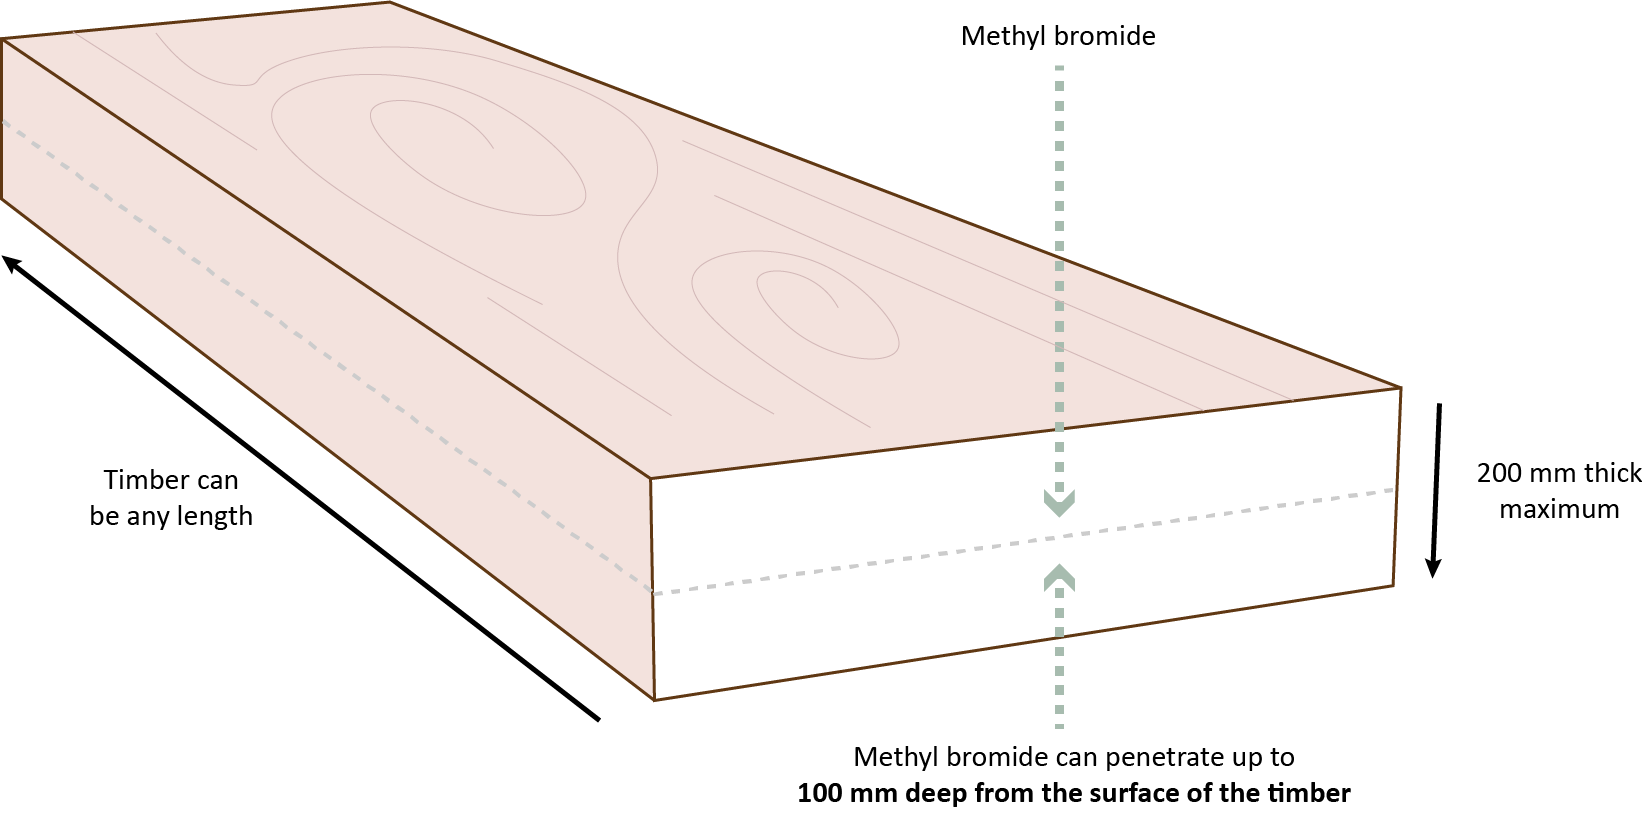 Methyl bromide
200 mm thick
maximum
Timber can
be any length
Methyl bromide can penetrate up to
100 mm deep from the surface of the timber